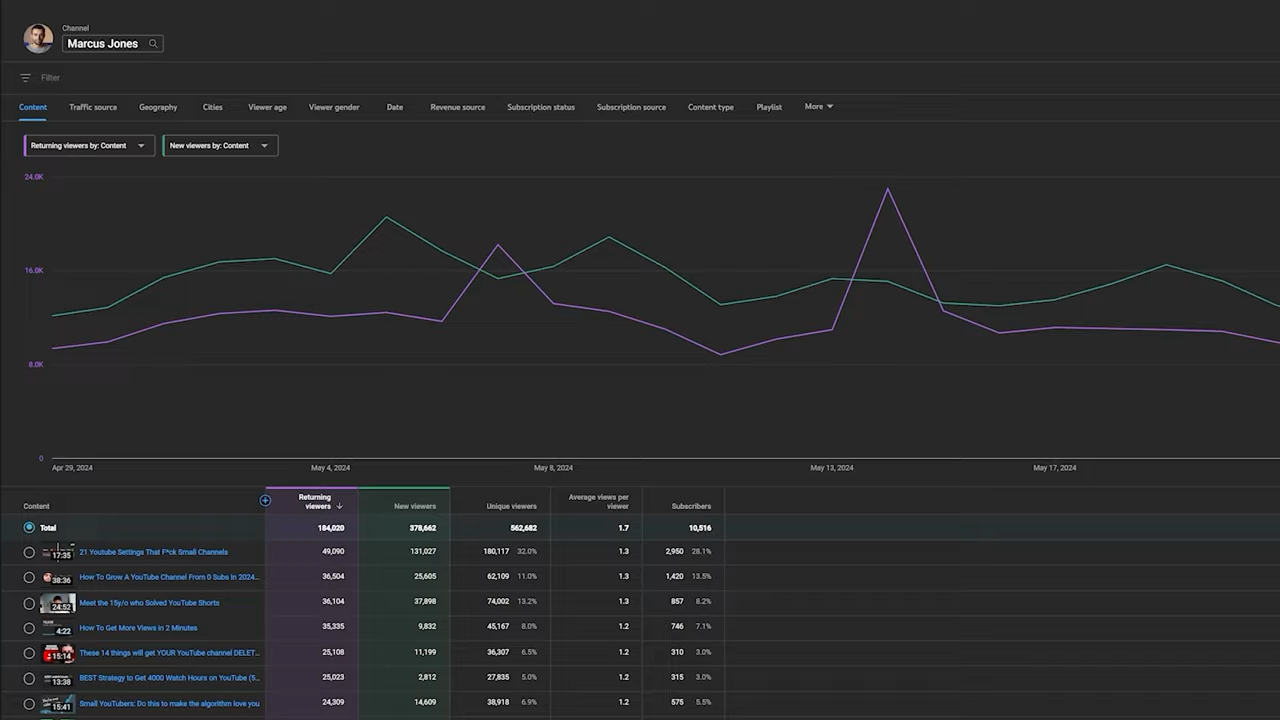 Channel
Marcus Jones
Filter
Content Traffic source Geography Cities Viewer age Viewer gender Date Revenue source Subscription status Subscription source Content type Playlist More
Returning viewers by: Content New viewers by: Content
24.0K
16.0K
8.0K
0
Apr 29, 2024 May 4, 2024 May 8, 2024 May 13, 2024 May 17, 2024
Content Returning viewers New viewers Unique viewers Average views per viewer Subscribers
Total 184,020 378,662 562,682 1.7 10,516
17:35 21 Youtube Settings That F*ck Small Channels 49,090 131,027 180,117 32.0% 1.3 2,950 28.1%
38:36 How To Grow A YouTube Channel From 0 Subs In 2024... 36,504 25,605 62,109 11.0% 1.3 1,420 13.5%
24:52 Meet the 15y/o who Solved YouTube Shorts 36,104 37,898 74,002 13.2% 1.3 857 8.2%
4:22 How To Get More Views in 2 Minutes 35,335 9,832 45,167 8.0% 1.2 746 7.1%
15:14 These 14 things will get YOUR YouTube channel DELET... 25,108 11,199 36,307 6.5% 1.2 310 3.0%
13:38 BEST Strategy to Get 4000 Watch Hours on YouTube (5... 25,023 2,812 27,835 5.0% 1.2 315 3.0%
15:41 Small YouTubers: Do this to make the algorithm love you 24,309 14,609 38,918 6.9% 1.2 575 5.5%